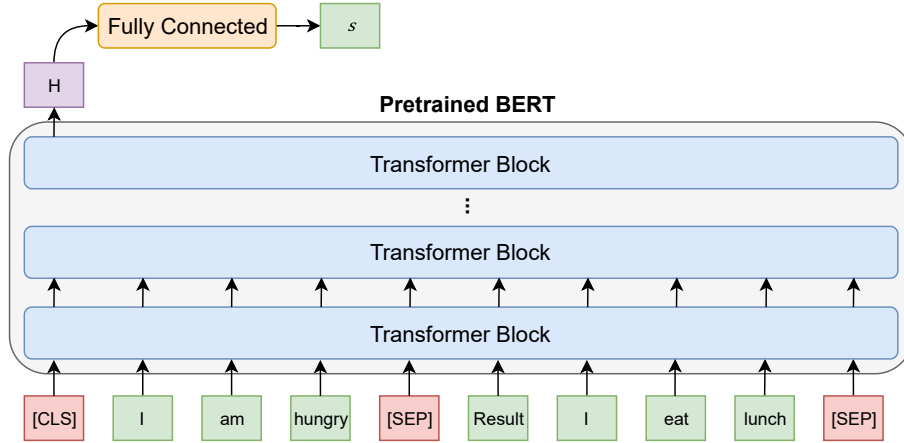 Fully Connected
s
H
Pretrained BERT
Transformer Block
⋮
Transformer Block
Transformer Block
[CLS] I am hungry [SEP] Result I eat lunch [SEP]